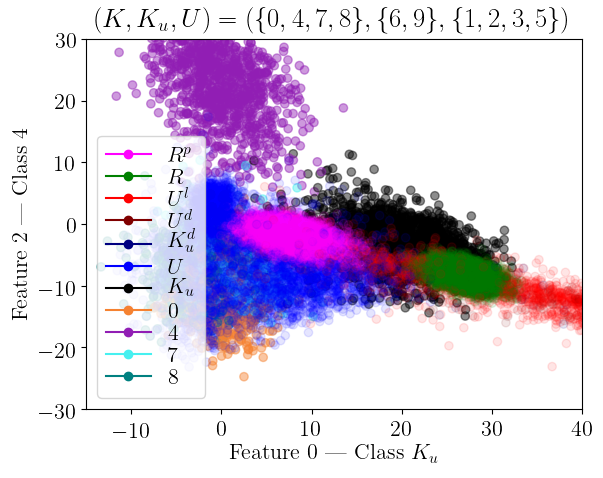 (K, K_u, U) = ({0, 4, 7, 8}, {6, 9}, {1, 2, 3, 5})
30
20
10
0
−10
−20
−30
Feature 2 — Class 4
R^p
R
U^l
U^d
K_u^d
U
K_u
0
4
7
8
−10
0
10
20
30
40
Feature 0 — Class K_u